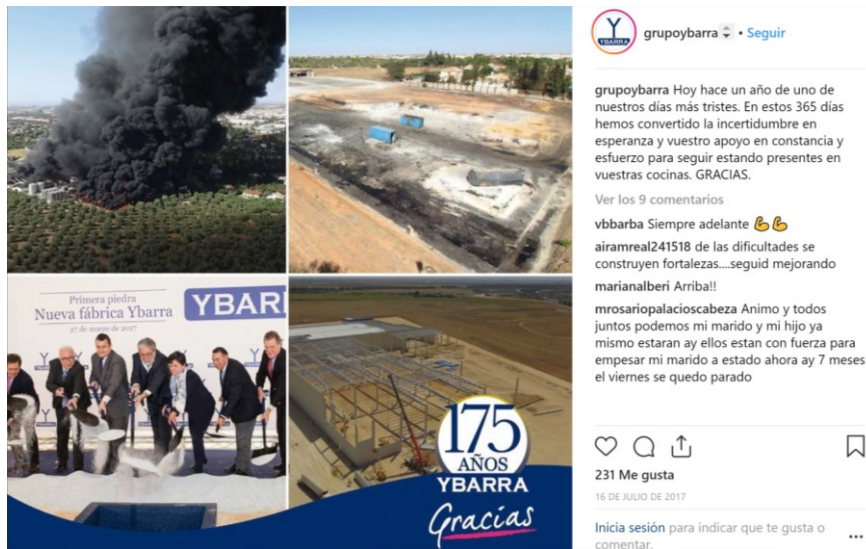 Primera piedra
Nueva fábrica Ybarra
27 de marzo de 2017
YBAR
175
AÑOS
YBARRA
Gracias
YBARRA
grupoybarra • Seguir
grupoybarra Hoy hace un año de uno de
nuestros días más tristes. En estos 365 días
hemos convertido la incertidumbre en
esperanza y vuestro apoyo en constancia y
esfuerzo para seguir estando presentes en
vuestras cocinas. GRACIAS.
Ver los 9 comentarios
vbbarba Siempre adelante 💪💪
airamreal241518 de las dificultades se
construyen fortalezas....seguid mejorando
marianalberi Arriba!!
mrosariopalacioscabeza Animo y todos
juntos podemos mi marido y mi hijo ya
mismo estaran ay ellos estan con fuerza para
empesar mi marido a estado ahora ay 7 meses
el viernes se quedo parado
231 Me gusta
16 DE JULIO DE 2017
Inicia sesión para indicar que te gusta o
comentar.